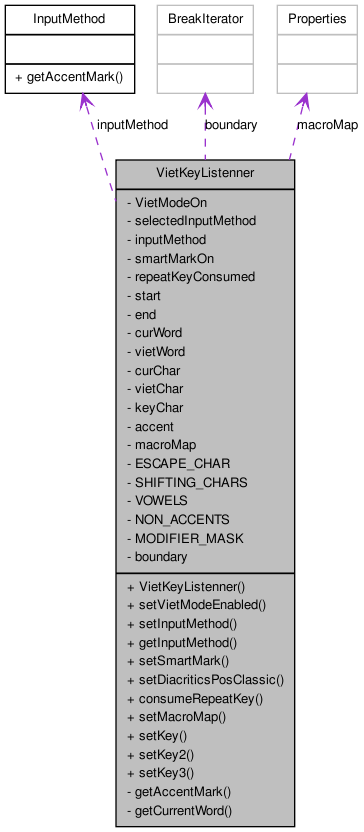 InputMethod
+ getAccentMark()
BreakIterator
Properties
inputMethod
boundary
macroMap
VietKeyListenner
- VietModeOn
- selectedInputMethod
- inputMethod
- smartMarkOn
- repeatKeyConsumed
- start
- end
- curWord
- vietWord
- curChar
- vietChar
- keyChar
- accent
- macroMap
- ESCAPE_CHAR
- SHIFTING_CHARS
- VOWELS
- NON_ACCENTS
- MODIFIER_MASK
- boundary
+ VietKeyListenner()
+ setVietModeEnabled()
+ setInputMethod()
+ getInputMethod()
+ setSmartMark()
+ setDiacriticsPosClassic()
+ consumeRepeatKey()
+ setMacroMap()
+ setKey()
+ setKey2()
+ setKey3()
- getAccentMark()
- getCurrentWord()